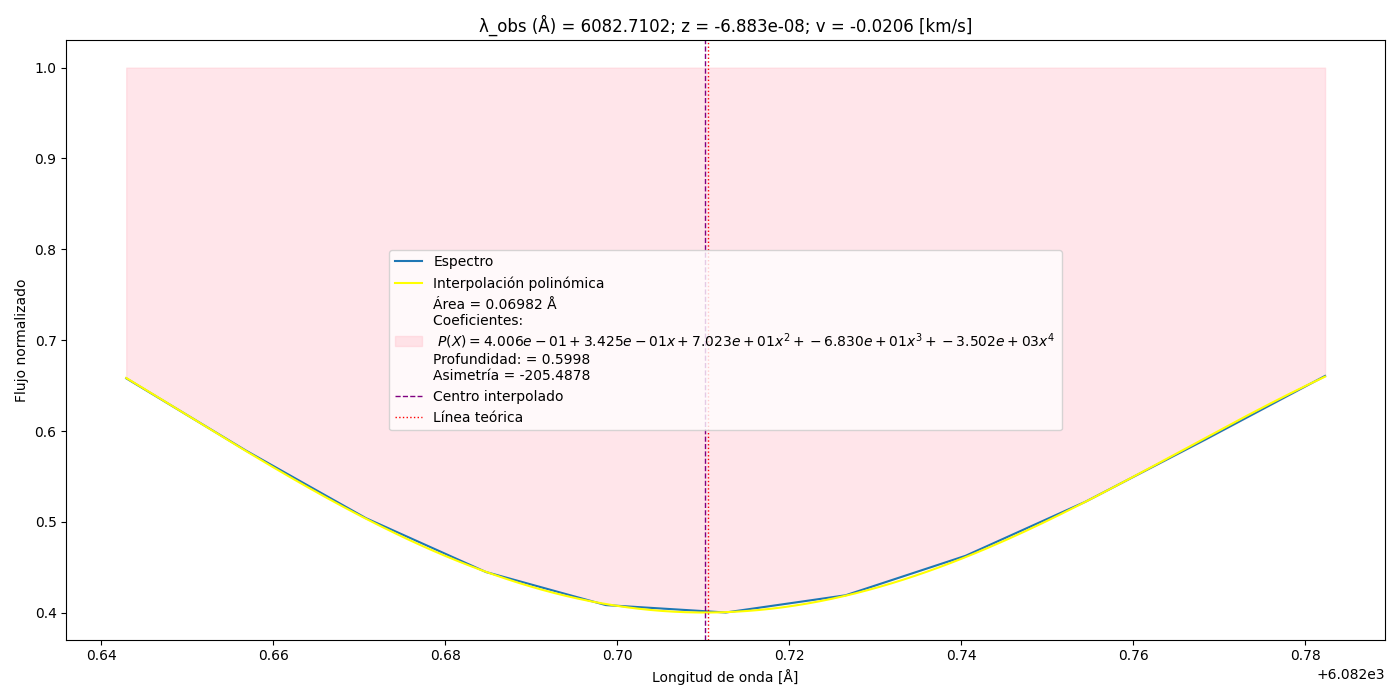 λ_obs (Å) = 6082.7102; z = -6.883e-08; v = -0.0206 [km/s]
Flujo normalizado
1.0
0.9
0.8
0.7
0.6
0.5
0.4
Espectro
Interpolación polinómica
Área = 0.06982 Å
Coeficientes:
P(X) = 4.006e − 01 + 3.425e − 01x + 7.023e + 01x² + −6.830e + 01x³ + −3.502e + 03x⁴
Profundidad: = 0.5998
Asimetría = -205.4878
Centro interpolado
Línea teórica
0.64 0.66 0.68 0.70 0.72 0.74 0.76 0.78
+6.082e3
Longitud de onda [Å]